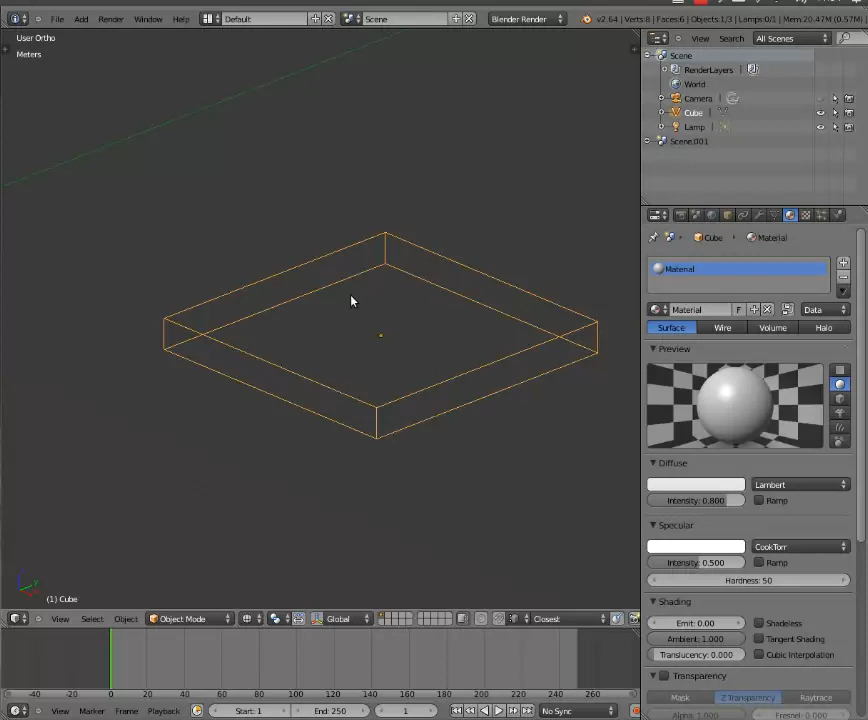 File Add Render Window Help Default Scene Blender Render v2.64 | Verts:8 | Faces:6 | Objects:1/3 | Lamps:0/1 | Mem:20.47M (0.57M)
User Ortho
Meters
View Search All Scenes
Scene
RenderLayers
World
Camera
Cube
Lamp
Scene.001
Cube Material
Material
Material F Data
Surface Wire Volume Halo
Preview
Diffuse
Lambert
Intensity: 0.800 Ramp
Specular
CookTorr
Intensity: 0.500 Ramp
Hardness: 50
Shading
Emit: 0.00 Shadeless
Ambient: 1.000 Tangent Shading
Translucency: 0.000 Cubic Interpolation
Transparency
Mask Z Transparency Raytrace
Alpha: 1.000 Fresnel: 0.000
(1) Cube
View Select Object Object Mode Global Closest
-40 -20 0 20 40 60 80 100 120 140 160 180 200 220 240 260
View Marker Frame Playback Start: 1 End: 250 1 No Sync